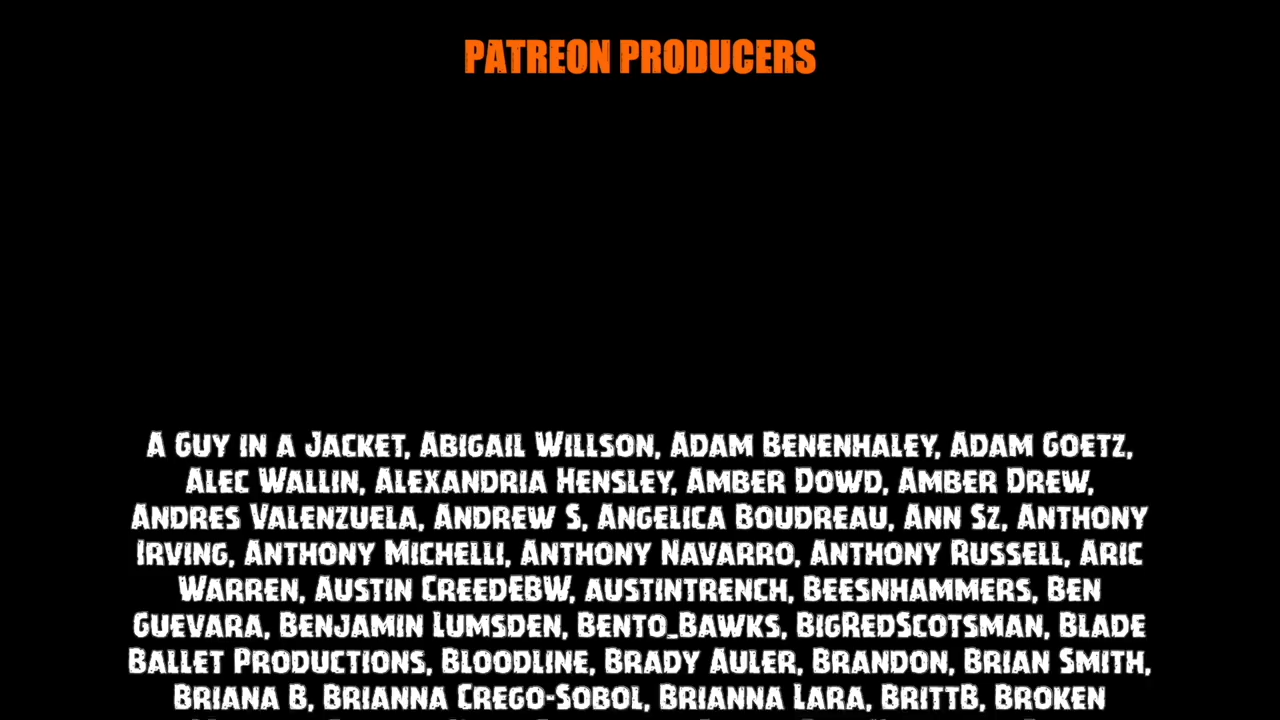 PATREON PRODUCERS
A Guy in a Jacket, Abigail Willson, Adam Benenhaley, Adam Goetz,
Alec Wallin, Alexandria Hensley, Amber Dowd, Amber Drew,
Andres Valenzuela, Andrew S, Angelica Boudreau, Ann Sz, Anthony
Irving, Anthony Michelli, Anthony Navarro, Anthony Russell, Aric
Warren, Austin CreedEBW, austintrench, Beesnhammers, Ben
Guevara, Benjamin Lumsden, Bento_Bawks, BigRedScotsman, Blade
Ballet Productions, Bloodline, Brady Auler, Brandon, Brian Smith,
Briana B, Brianna Crego-Sobol, Brianna Lara, BrittB, Broken